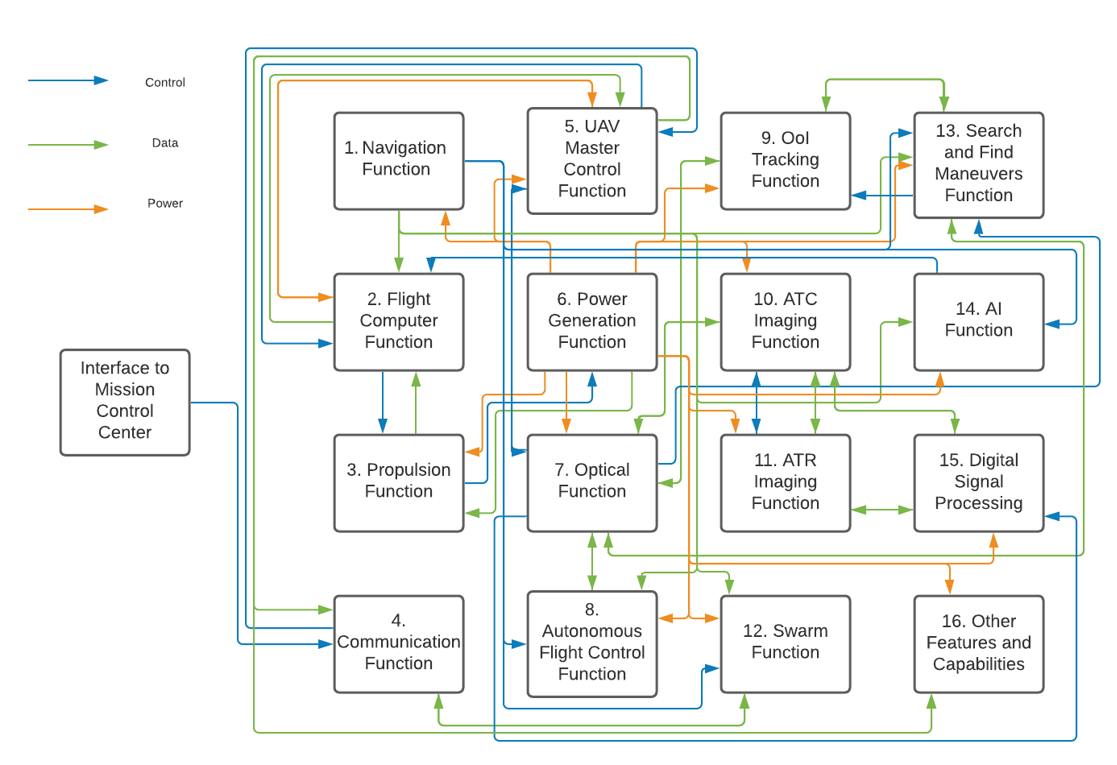 Control
Data
Power
1. Navigation
Function
5. UAV
Master
Control
Function
9. OoI
Tracking
Function
13. Search
and Find
Maneuvers
Function
2. Flight
Computer
Function
6. Power
Generation
Function
10. ATC
Imaging
Function
14. AI
Function
Interface to
Mission
Control
Center
3. Propulsion
Function
7. Optical
Function
11. ATR
Imaging
Function
15. Digital
Signal
Processing
4.
Communication
Function
8.
Autonomous
Flight Control
Function
12. Swarm
Function
16. Other
Features and
Capabilities